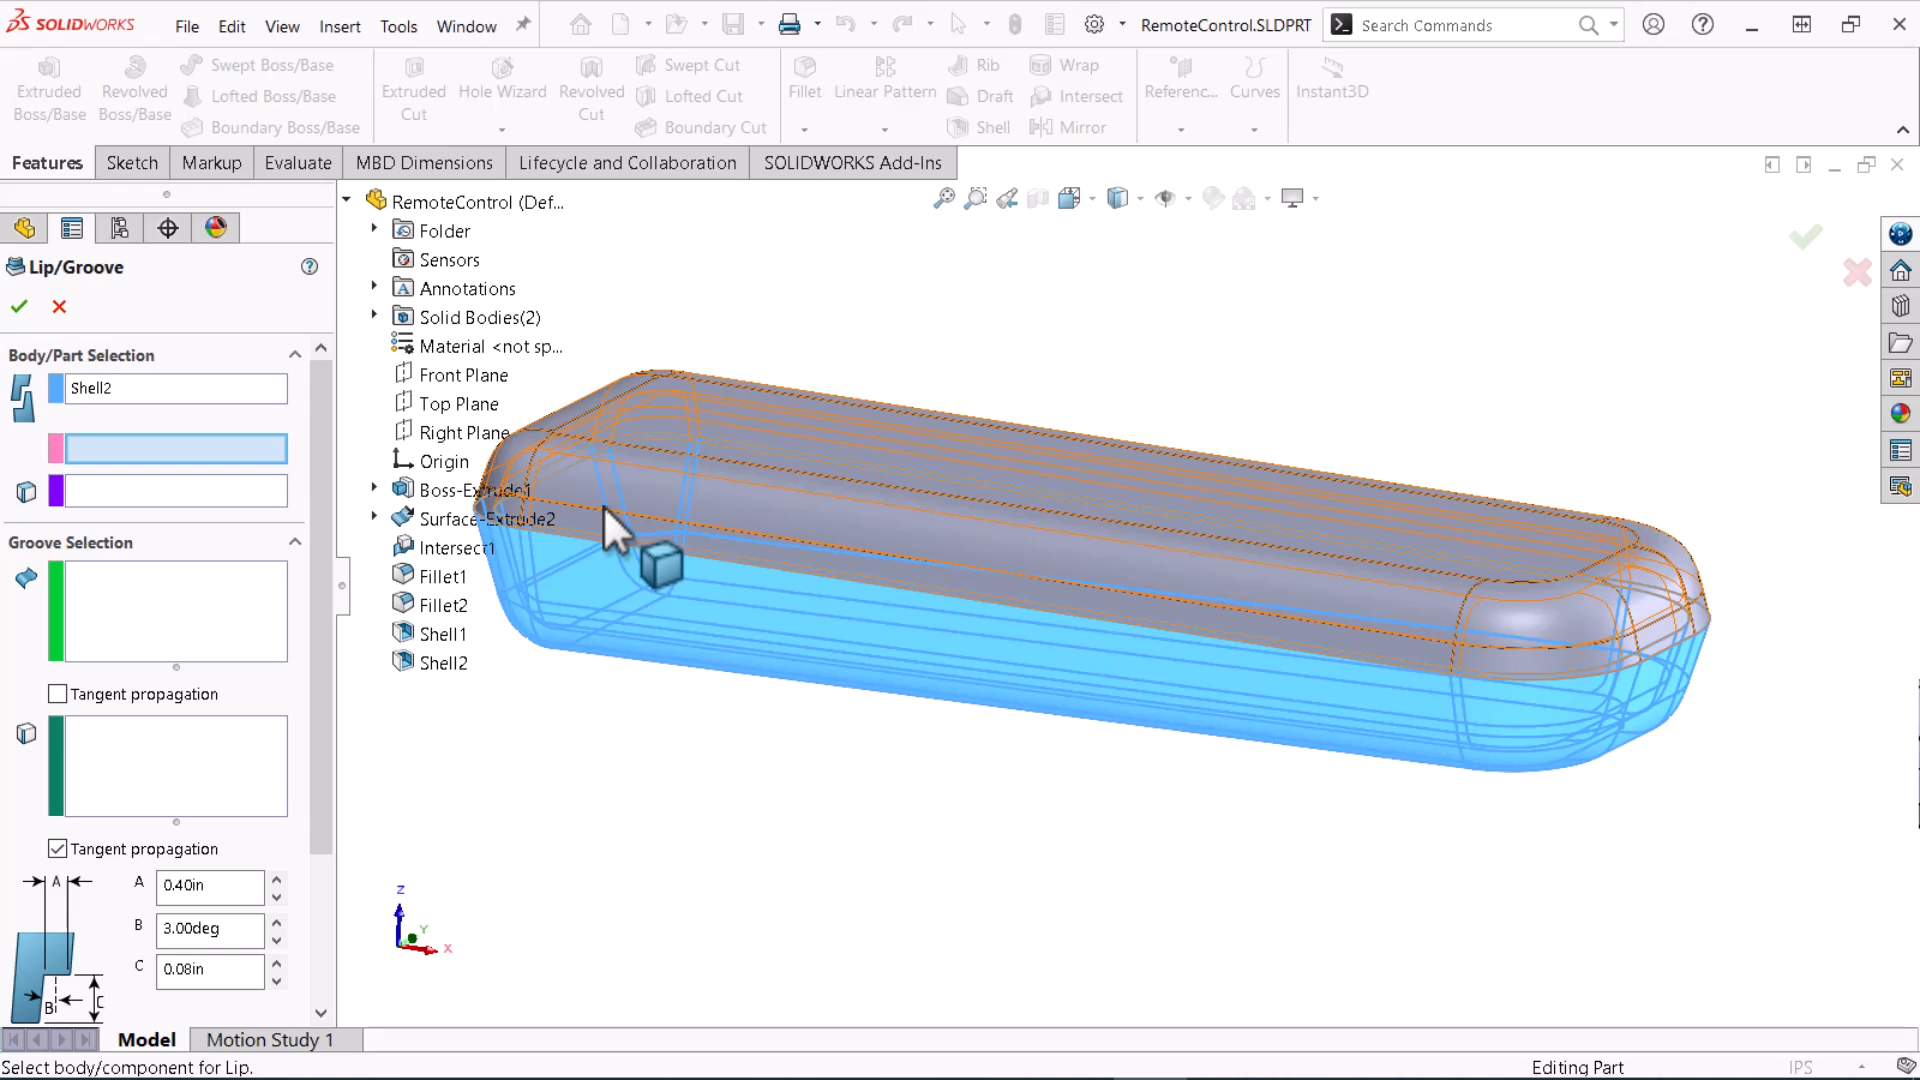 SOLIDWORKS File Edit View Insert Tools Window RemoteControl.SLDPRT Search Commands
Extruded Boss/Base
Revolved Boss/Base
Swept Boss/Base
Lofted Boss/Base
Boundary Boss/Base
Extruded Cut
Hole Wizard
Revolved Cut
Swept Cut
Lofted Cut
Boundary Cut
Fillet
Linear Pattern
Rib
Draft
Shell
Wrap
Intersect
Mirror
Referenc...
Curves
Instant3D
Features Sketch Markup Evaluate MBD Dimensions Lifecycle and Collaboration SOLIDWORKS Add-Ins
Lip/Groove
Body/Part Selection
Shell2
Groove Selection
Tangent propagation
Tangent propagation
A
A 0.40in
B 3.00deg
C 0.08in
B
C
RemoteControl (Def...
Folder
Sensors
Annotations
Solid Bodies(2)
Material <not sp...
Front Plane
Top Plane
Right Plane
Origin
Boss-Extrude1
Surface-Extrude2
Intersect1
Fillet1
Fillet2
Shell1
Shell2
Z
Y
X
Model Motion Study 1
Select body/component for Lip. Editing Part IPS